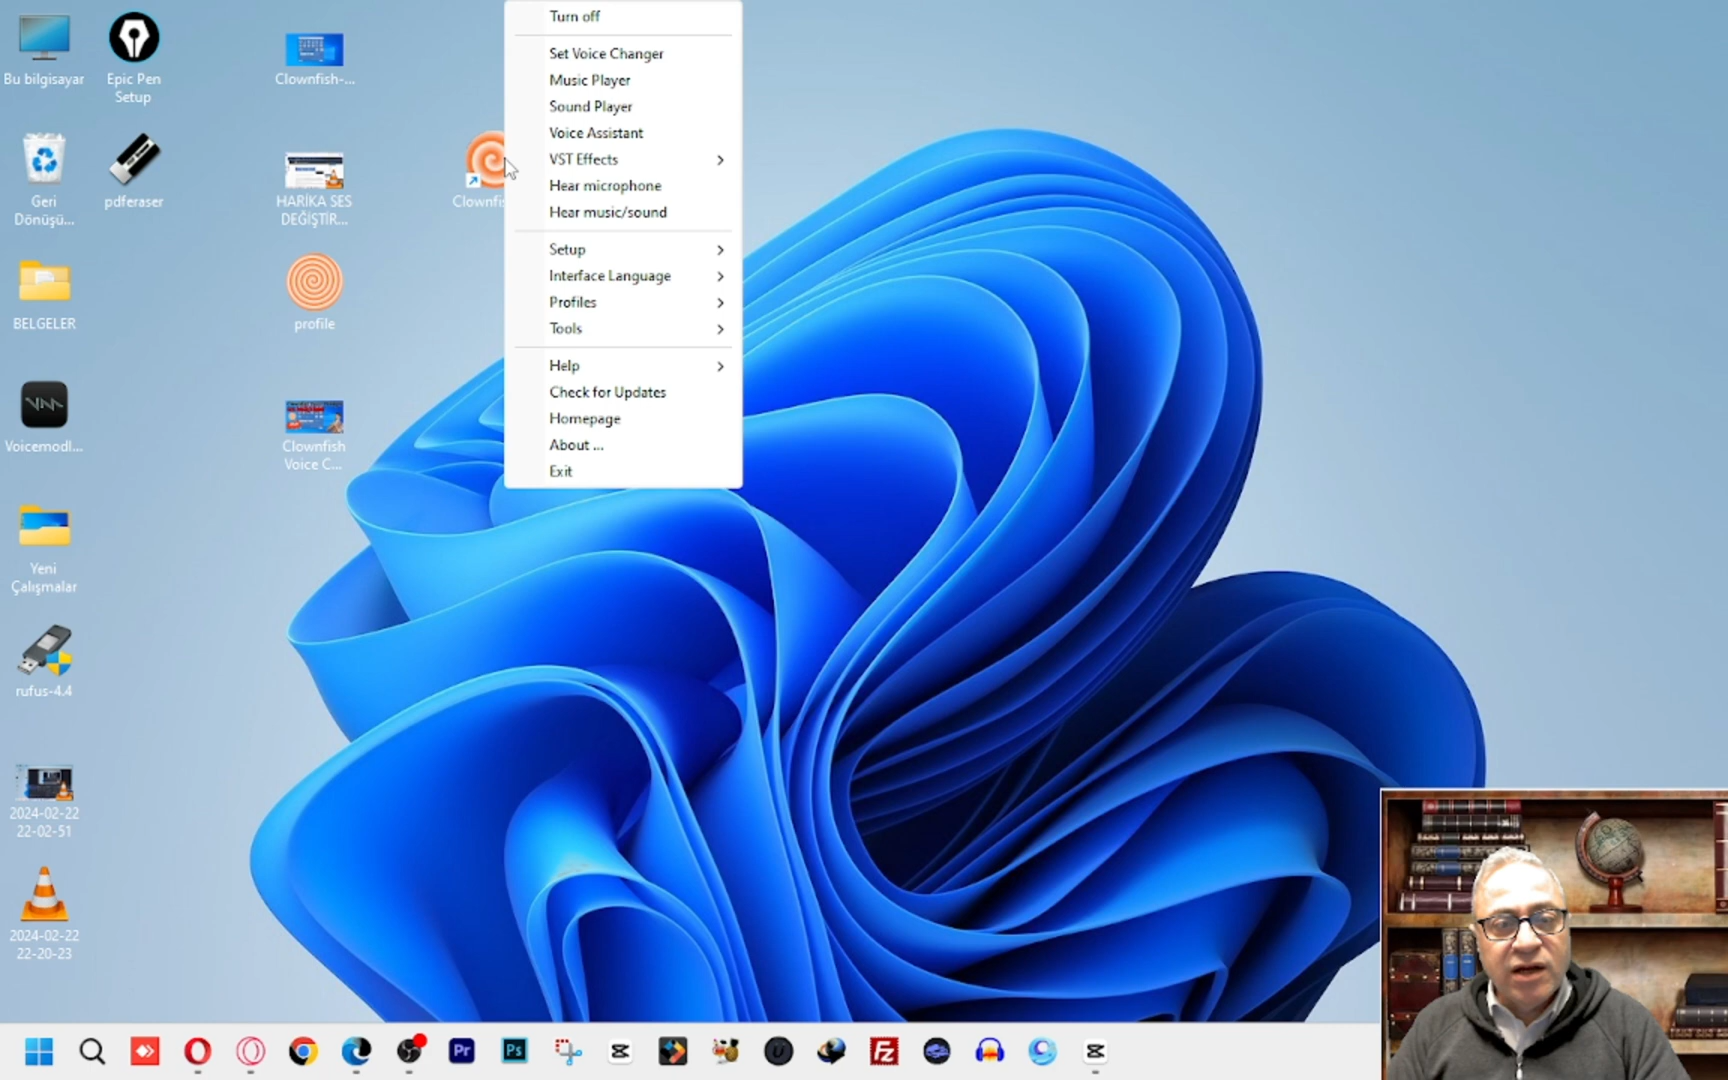 Bu bilgisayar
Epic Pen
Setup
Clownfish-...
Geri
Dönüşü...
pdferaser
HARİKA SES
DEĞİŞTİR...
Clownfis
BELGELER
profile
Voicemodl...
Clownfish
Voice C...
Yeni
Çalışmalar
rufus-4.4
2024-02-22
22-02-51
2024-02-22
22-20-23
Turn off
Set Voice Changer
Music Player
Sound Player
Voice Assistant
VST Effects
Hear microphone
Hear music/sound
Setup
Interface Language
Profiles
Tools
Help
Check for Updates
Homepage
About ...
Exit
Pr
Ps
FZ